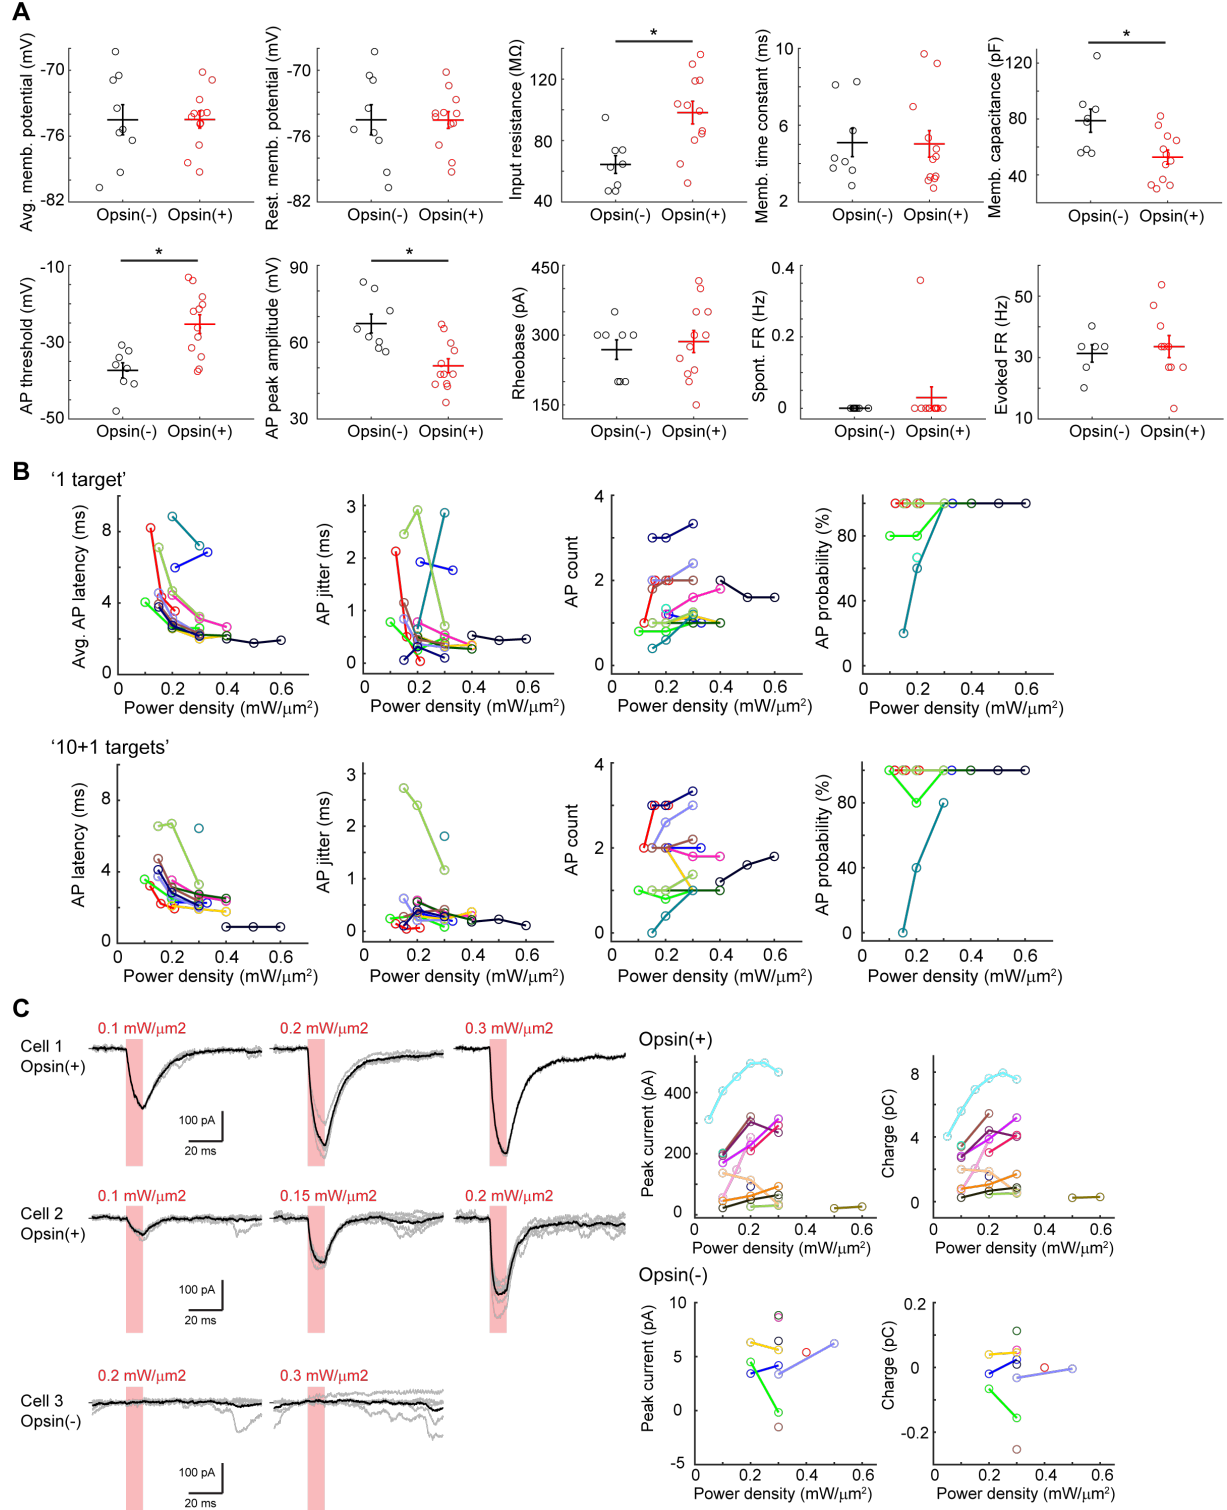 A
Avg. memb. potential (mV)
-70
-76
-82
Opsin(-) Opsin(+)
Rest. memb. potential (mV)
-70
-76
-82
Opsin(-) Opsin(+)
Input resistance (MΩ)
120
80
40
*
Opsin(-) Opsin(+)
Memb. time constant (ms)
10
6
2
Opsin(-) Opsin(+)
Memb. capacitance (pF)
120
80
40
*
Opsin(-) Opsin(+)
AP threshold (mV)
-10
-30
-50
*
Opsin(-) Opsin(+)
AP peak amplitude (mV)
90
60
30
*
Opsin(-) Opsin(+)
Rheobase (pA)
450
300
150
Opsin(-) Opsin(+)
Spont. FR (Hz)
0.4
0.2
0
Opsin(-) Opsin(+)
Evoked FR (Hz)
50
30
10
Opsin(-) Opsin(+)
B
‘1 target’
Avg. AP latency (ms)
8
4
0
0 0.2 0.4 0.6
Power density (mW/μm²)
AP jitter (ms)
3
2
1
0
0 0.2 0.4 0.6
Power density (mW/μm²)
AP count
4
2
0
0 0.2 0.4 0.6
Power density (mW/μm²)
AP probability (%)
80
40
0
0 0.2 0.4 0.6
Power density (mW/μm²)
‘10+1 targets’
AP latency (ms)
8
4
0
0 0.2 0.4 0.6
Power density (mW/μm²)
AP jitter (ms)
3
2
1
0
0 0.2 0.4 0.6
Power density (mW/μm²)
AP count
4
2
0
0 0.2 0.4 0.6
Power density (mW/μm²)
AP probability (%)
80
40
0
0 0.2 0.4 0.6
Power density (mW/μm²)
C
Cell 1
Opsin(+)
0.1 mW/μm2
0.2 mW/μm2
0.3 mW/μm2
100 pA
20 ms
Cell 2
Opsin(+)
0.1 mW/μm2
0.15 mW/μm2
0.2 mW/μm2
100 pA
20 ms
Cell 3
Opsin(-)
0.2 mW/μm2
0.3 mW/μm2
100 pA
20 ms
Opsin(+)
Peak current (pA)
400
200
0
0 0.2 0.4 0.6
Power density (mW/μm²)
Charge (pC)
8
4
0
0 0.2 0.4 0.6
Power density (mW/μm²)
Opsin(-)
Peak current (pA)
10
5
0
-5
0 0.2 0.4 0.6
Power density (mW/μm²)
Charge (pC)
0.2
0
-0.2
0 0.2 0.4 0.6
Power density (mW/μm²)